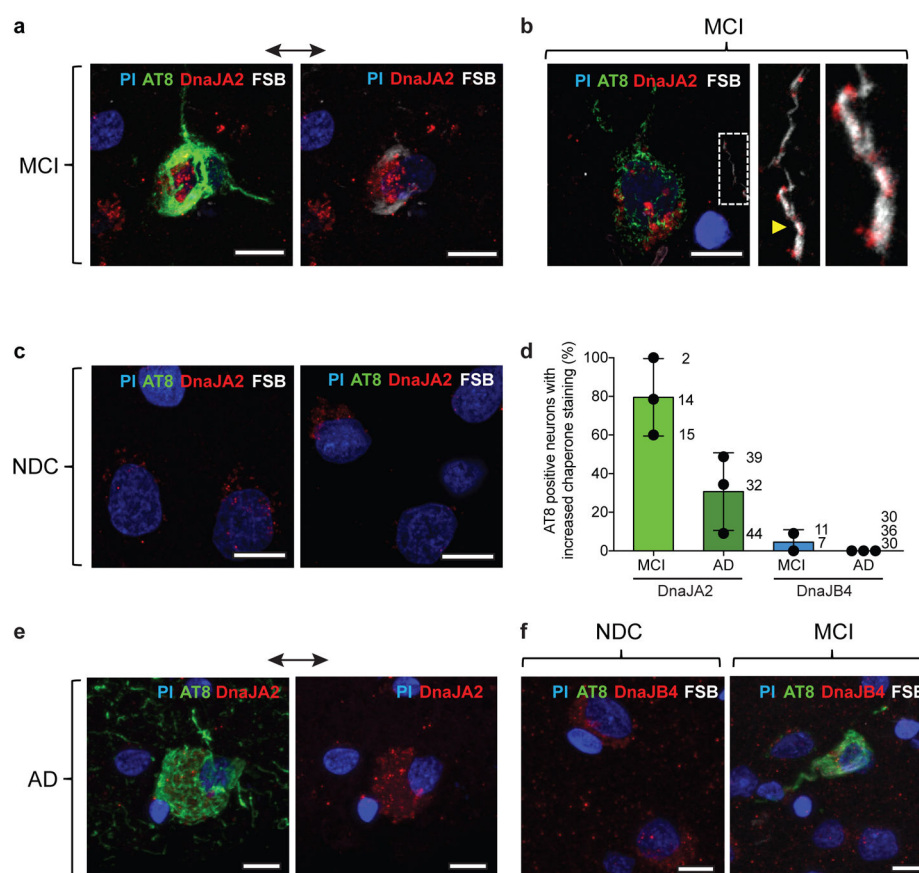 a
MCI
PI AT8 DnaJA2 FSB
PI DnaJA2 FSB
b
MCI
PI AT8 DnaJA2 FSB
c
NDC
PI AT8 DnaJA2 FSB
PI AT8 DnaJA2 FSB
d
AT8 positive neurons with
increased chaperone staining (%)
100
80
60
40
20
0
2
14
15
39
32
44
11
7
30
36
30
MCI
AD
MCI
AD
DnaJA2
DnaJB4
e
AD
PI AT8 DnaJA2
PI DnaJA2
f
NDC
MCI
PI AT8 DnaJB4 FSB
PI AT8 DnaJB4 FSB